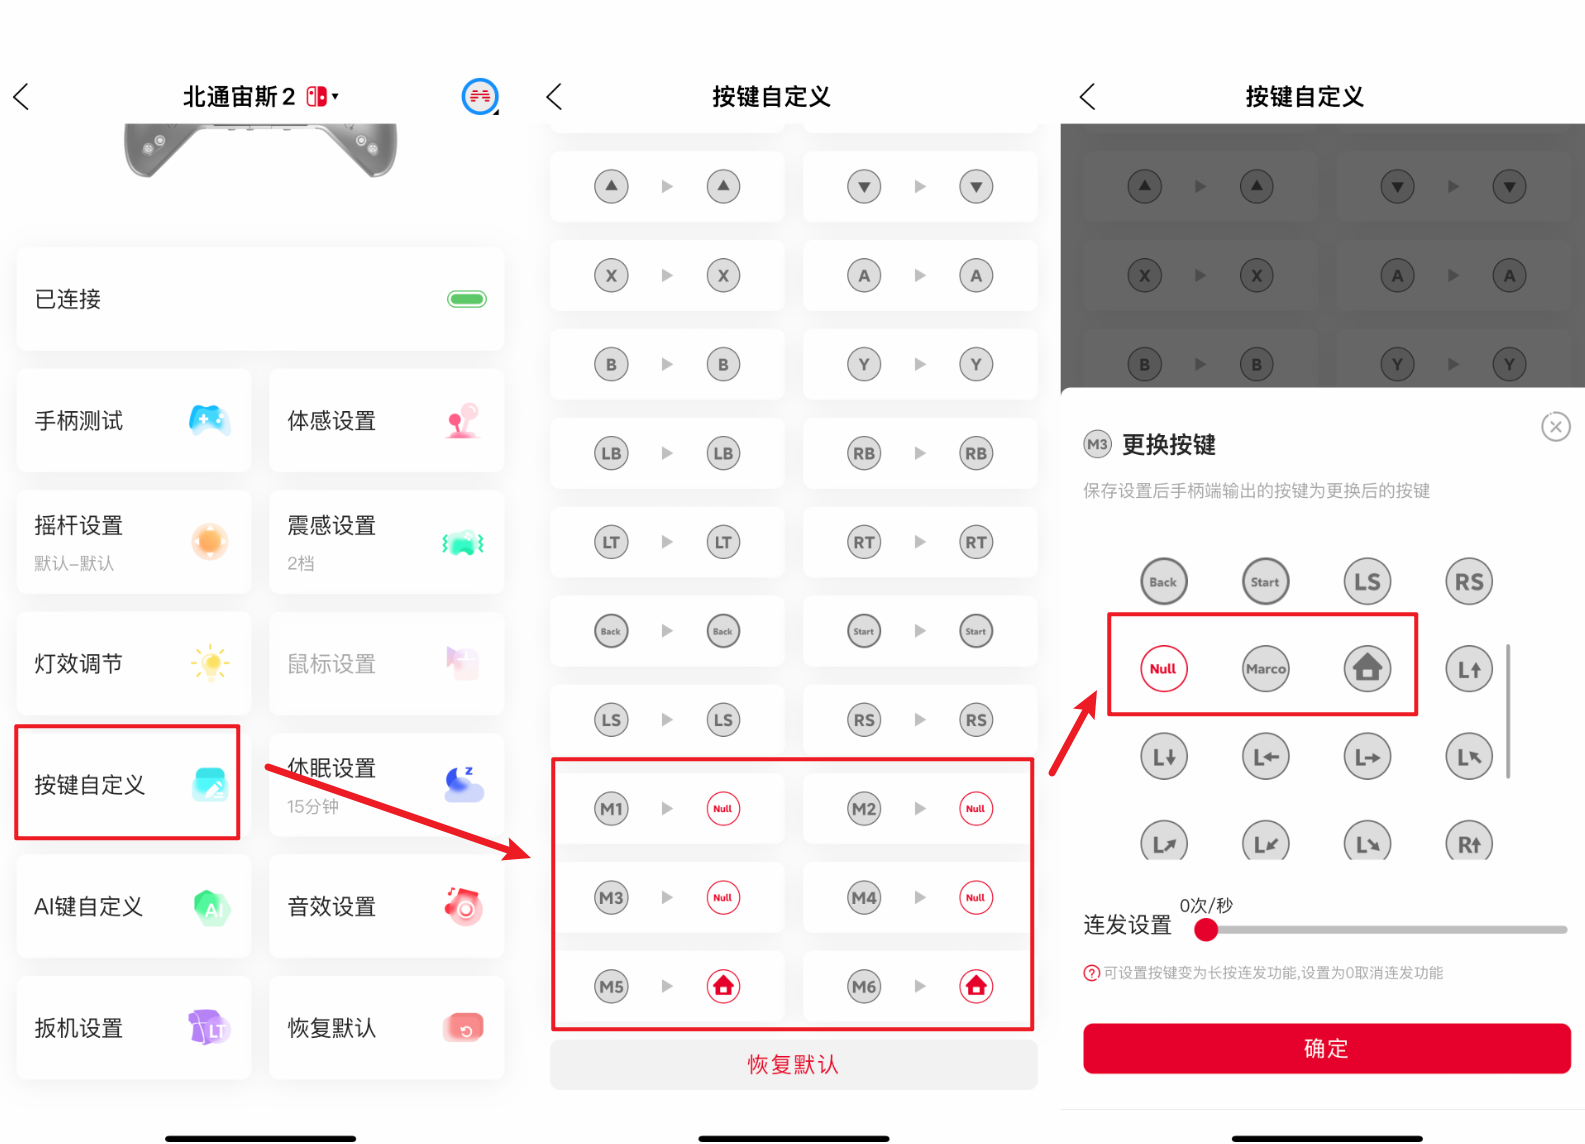 北通宙斯2
已连接
手柄测试
体感设置
摇杆设置
默认-默认
震感设置
2档
灯效调节
鼠标设置
按键自定义
休眠设置
15分钟
AI键自定义
AI
音效设置
扳机设置
LT
恢复默认
按键自定义
X X A A
B B Y Y
LB LB RB RB
LT LT RT RT
Back Back Start Start
LS LS RS RS
M1 Null M2 Null
M3 Null M4 Null
M5 M6
恢复默认
按键自定义
X X A A
B B Y Y
M3 更换按键
保存设置后手柄端输出的按键为更换后的按键
Back Start LS RS
Null Marco L↑
L↓ L← L→ L↖
L↗ L↙ L↘ R↑
0次/秒
连发设置
?可设置按键变为长按连发功能,设置为0取消连发功能
确定